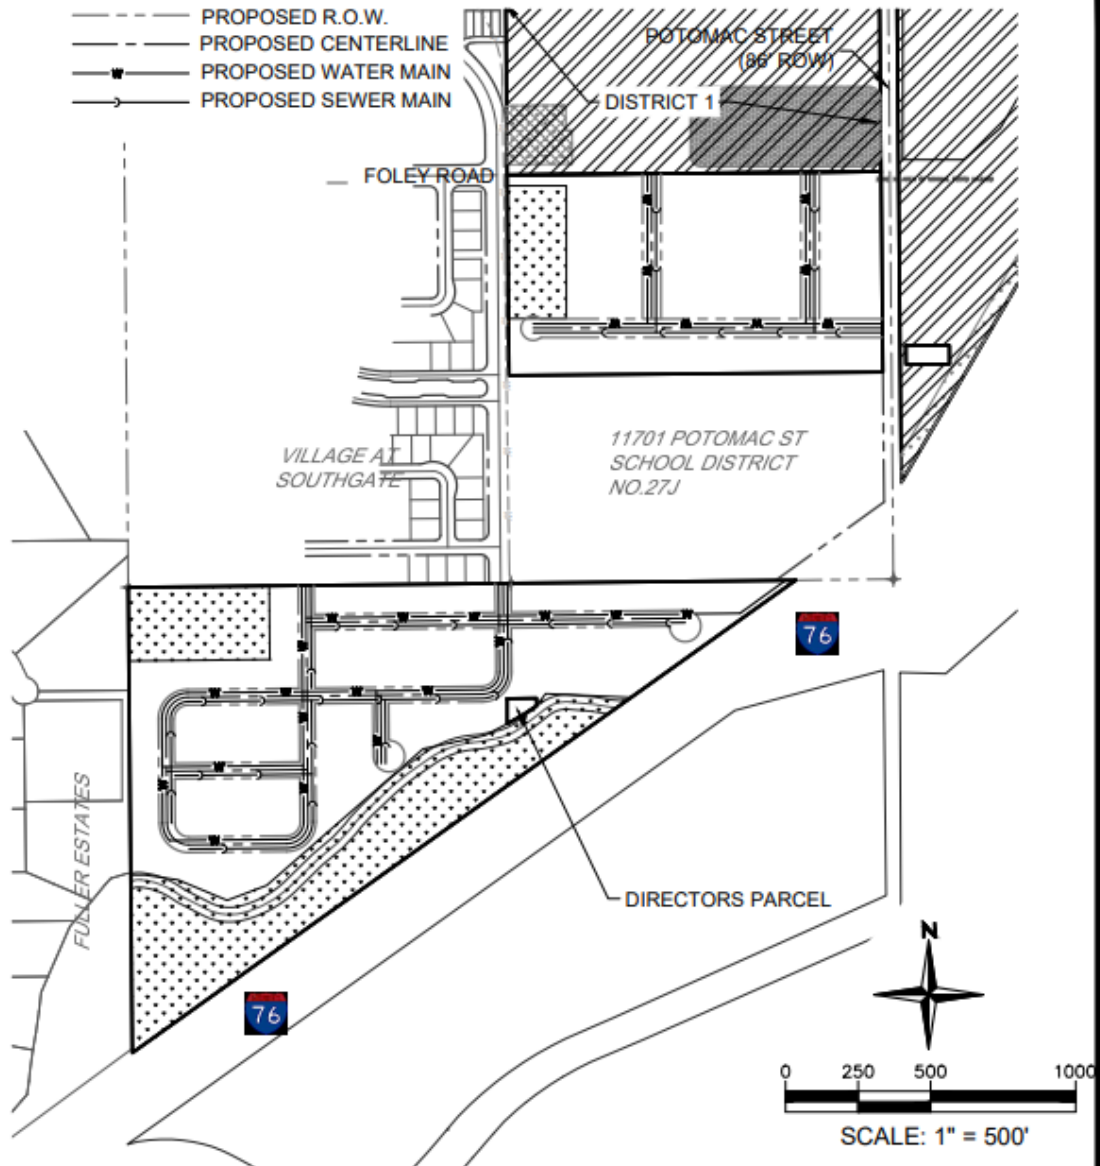 PROPOSED R.O.W.
PROPOSED CENTERLINE
PROPOSED WATER MAIN
PROPOSED SEWER MAIN
POTOMAC STREET
(86' ROW)
DISTRICT 1
FOLEY ROAD
VILLAGE AT
SOUTHGATE
11701 POTOMAC ST
SCHOOL DISTRICT
NO.27J
76
FULLER ESTATES
DIRECTORS PARCEL
76
N
0 250 500 1000
SCALE: 1" = 500'